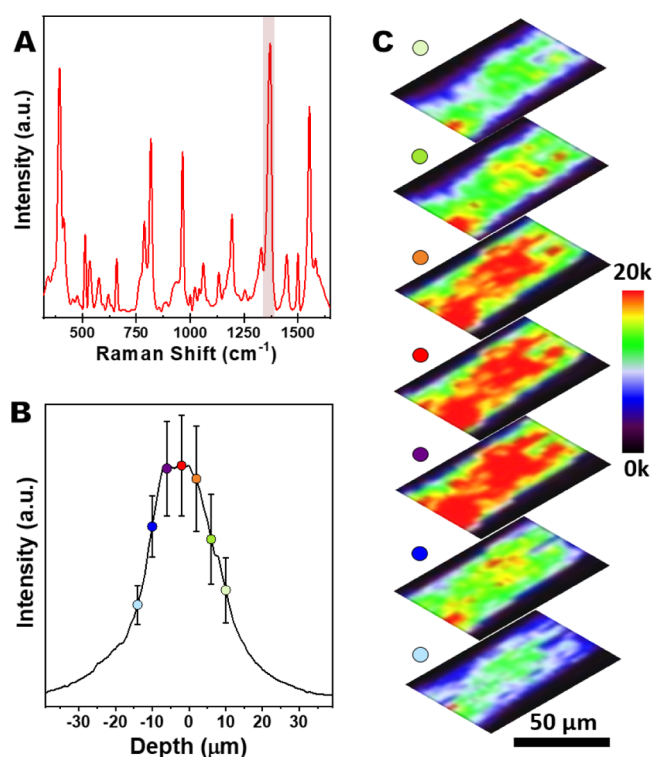 A
Intensity (a.u.)
500 750 1000 1250 1500
Raman Shift (cm⁻¹)
B
Intensity (a.u.)
-30 -20 -10 0 10 20 30
Depth (μm)
C
20k
0k
50 μm